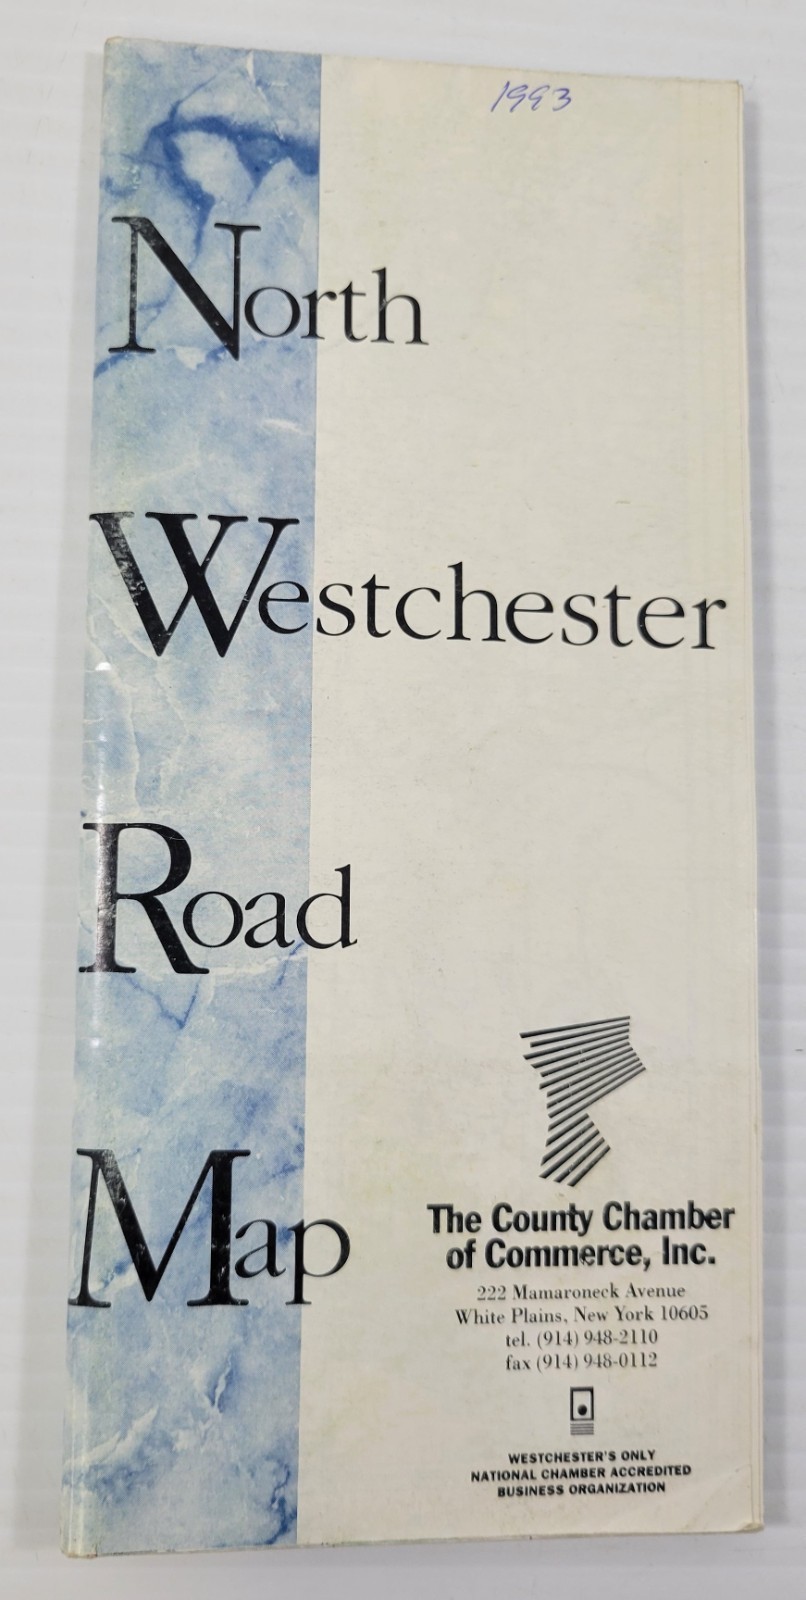 1993
North
Westchester
Road
Map
The County Chamber
of Commerce, Inc.
222 Mamaroneck Avenue
White Plains, New York 10605
tel. (914) 948-2110
fax (914) 948-0112
WESTCHESTER'S ONLY
NATIONAL CHAMBER ACCREDITED
BUSINESS ORGANIZATION